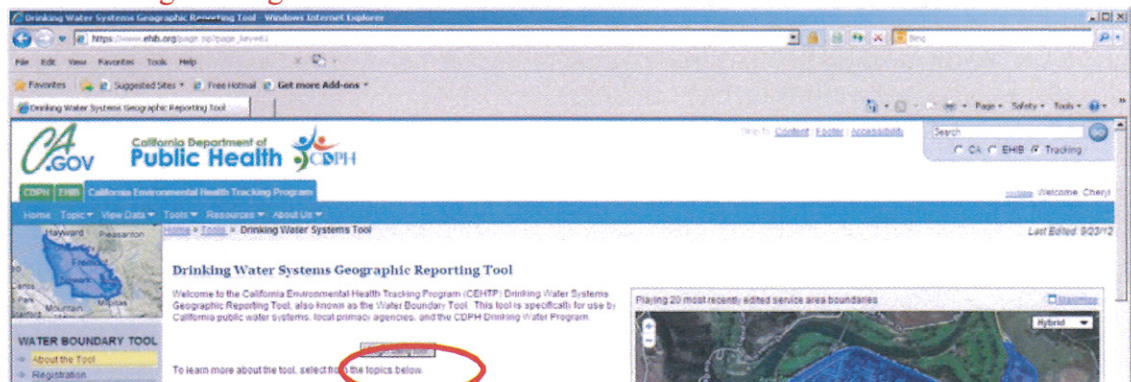 Drinking Water Systems Geographic Reporting Tool - Windows Internet Explorer
File Edit View Favorites Tools Help
Favorites Suggested Sites Free Hotmail Get more Add-ons
Drinking Water Systems Geographic Reporting Tool
Page Safety Tools
CA.GOV
California Department of
Public Health CDPH
Skip to: Content | Footer | Accessibility
Search
CA EHIB Tracking
CDPH EHIB California Environmental Health Tracking Program
Welcome, Cheryl
Home Topic View Data Tools Resources About Us
Home » Tools » Drinking Water Systems Tool
Last Edited: 9/23/12
Hayward Pleasanton
Fremont
Newark
Milpitas
Mountain
Stanford
Drinking Water Systems Geographic Reporting Tool
Welcome to the California Environmental Health Tracking Program (CEHTP) Drinking Water Systems
Geographic Reporting Tool, also known as the Water Boundary Tool. This tool is specifically for use by
California public water systems, local primacy agencies, and the CDPH Drinking Water Program.
WATER BOUNDARY TOOL
About the Tool
Registration
To learn more about the tool, select from the topics below.
Playing 20 most recently edited service area boundaries
Maximize
Hybrid